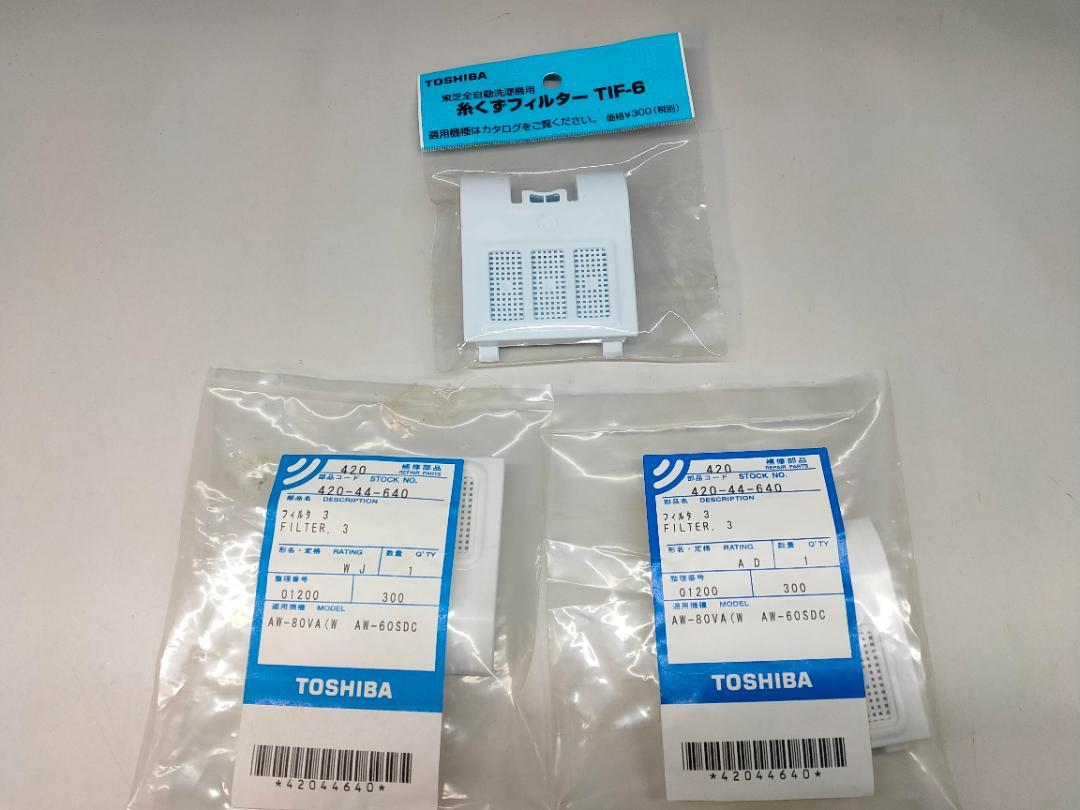 TOSHIBA
東芝全自動洗濯機用
糸くずフィルター TIF-6
適用機種はカタログをご覧ください。 価格¥300(税別)
420 補修部品
REPAIR PARTS
部品コード STOCK NO.
420-44-640
部品名 DESCRIPTION
フィルタ 3
FILTER, 3
形名・定格 RATING 数量 Q'TY
WJ 1
整理番号
01200 300
適用機種 MODEL
AW-80VA(W AW-60SDC
TOSHIBA
*42044640*
420 補修部品
REPAIR PARTS
部品コード STOCK NO.
420-44-640
部品名 DESCRIPTION
フィルタ 3
FILTER, 3
形名・定格 RATING 数量 Q'TY
AD 1
整理番号
01200 300
適用機種 MODEL
AW-80VA(W AW-60SDC
TOSHIBA
*42044640*